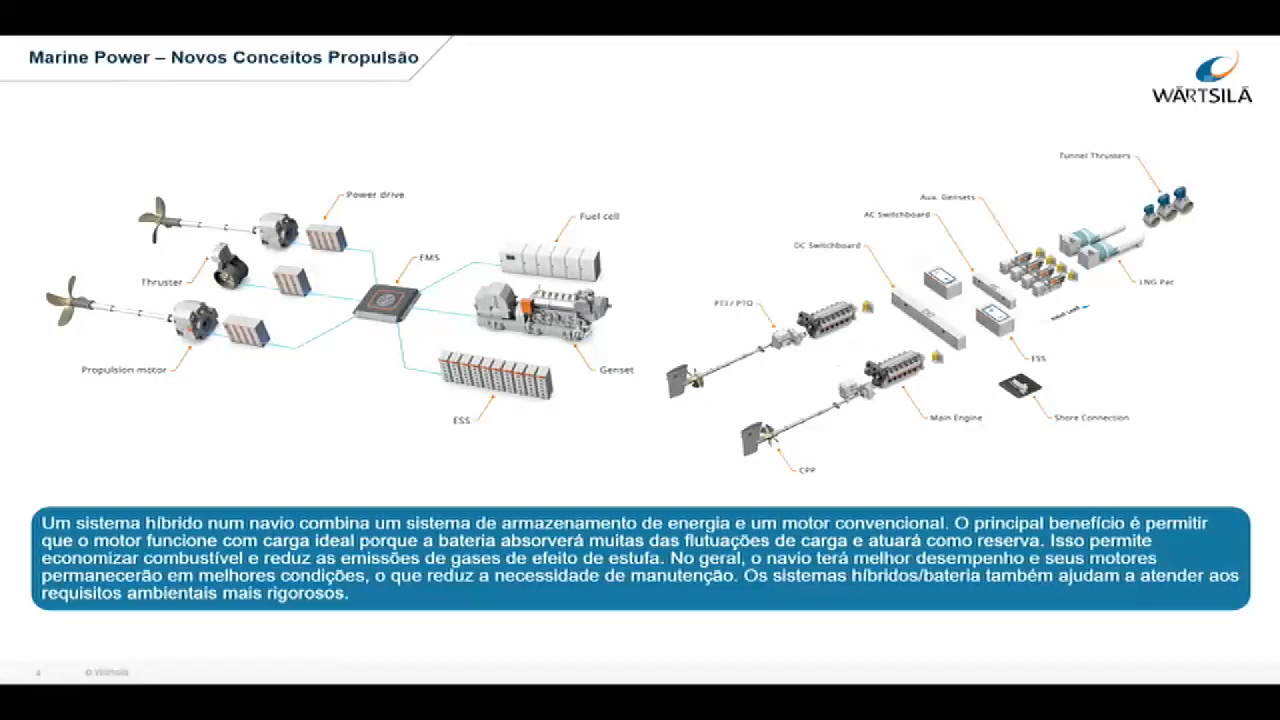 Marine Power – Novos Conceitos Propulsão
WÄRTSILÄ
Power drive
Fuel cell
EMS
Thruster
Propulsion motor
Genset
ESS
Tunnel Thrusters
Aux. Gensets
AC Switchboard
DC Switchboard
LNG Pac
PTI / PTO
Hotel Load
ESS
Main Engine
Shore Connection
CPP
Um sistema híbrido num navio combina um sistema de armazenamento de energia e um motor convencional. O principal benefício é permitir
que o motor funcione com carga ideal porque a bateria absorverá muitas das flutuações de carga e atuará como reserva. Isso permite
economizar combustível e reduz as emissões de gases de efeito de estufa. No geral, o navio terá melhor desempenho e seus motores
permanecerão em melhores condições, o que reduz a necessidade de manutenção. Os sistemas híbridos/bateria também ajudam a atender aos
requisitos ambientais mais rigorosos.
4
© Wärtsilä